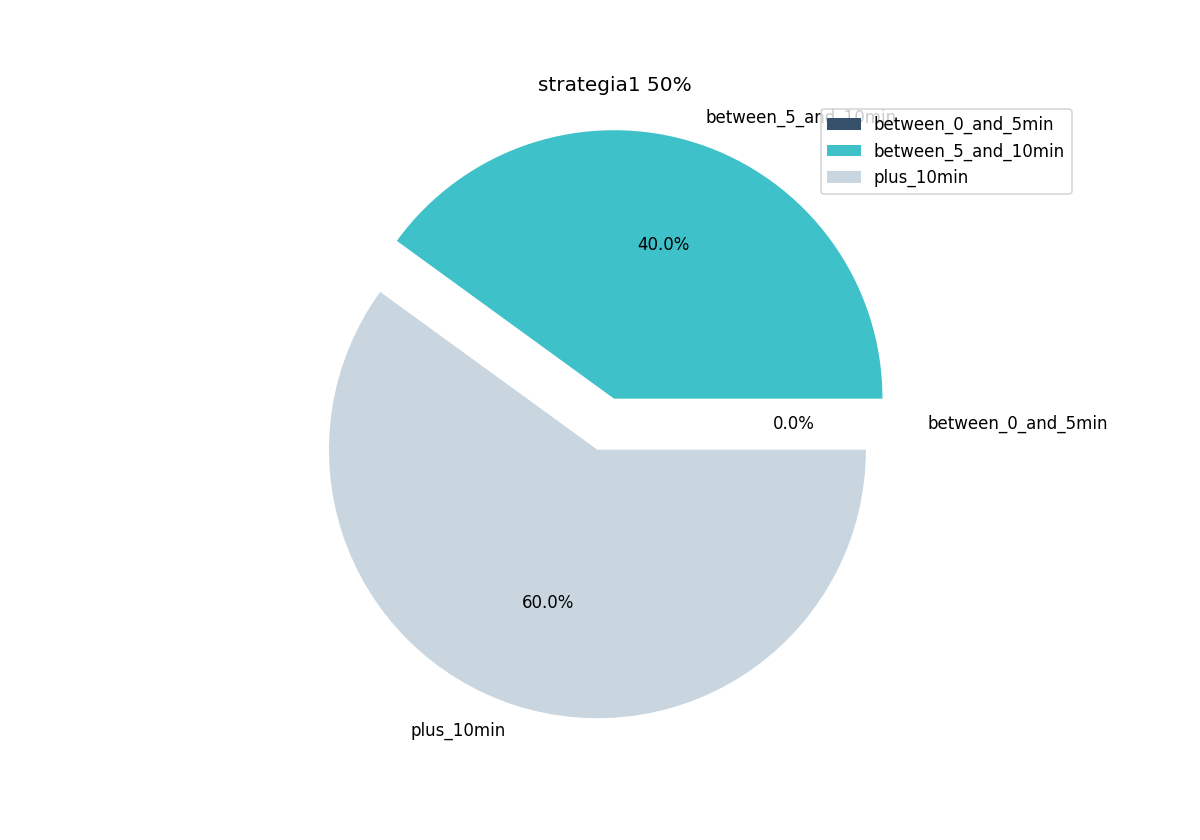 strategia1 50%
between_5_and_10min
between_0_and_5min
between_5_and_10min
plus_10min
40.0%
0.0%
between_0_and_5min
60.0%
plus_10min